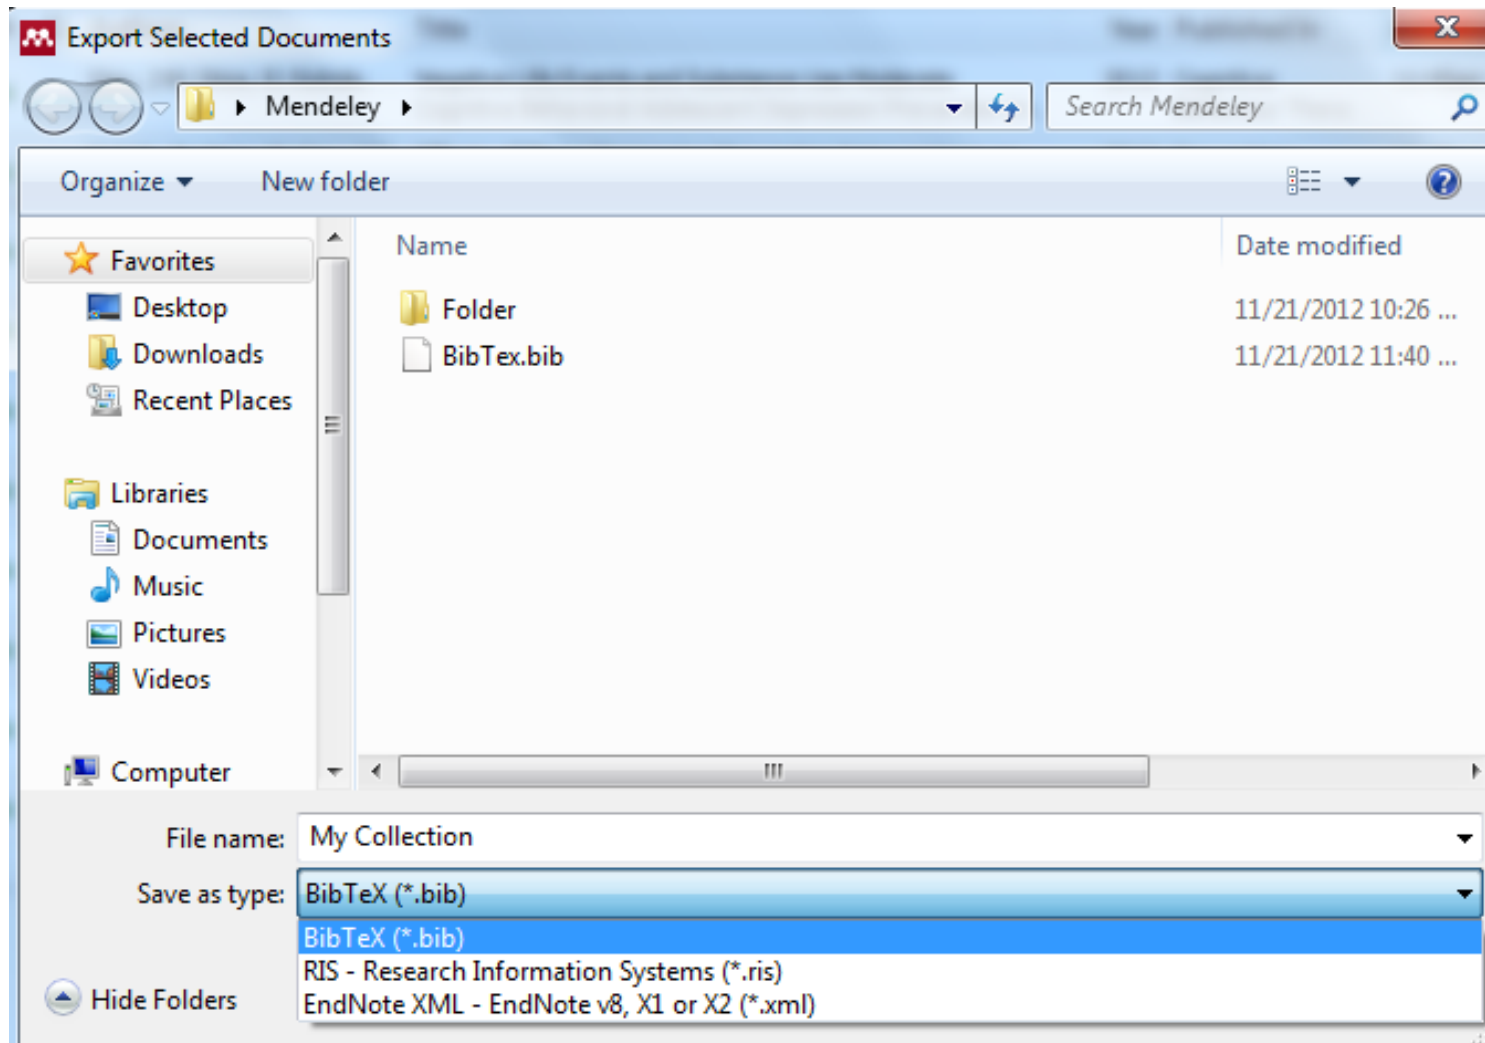 Export Selected Documents
Mendeley
Search Mendeley
Organize
New folder
Name
Date modified
Favorites
Desktop
Downloads
Recent Places
Libraries
Documents
Music
Pictures
Videos
Computer
Folder
11/21/2012 10:26 ...
BibTex.bib
11/21/2012 11:40 ...
File name:
My Collection
Save as type:
BibTeX (*.bib)
BibTeX (*.bib)
RIS - Research Information Systems (*.ris)
EndNote XML - EndNote v8, X1 or X2 (*.xml)
Hide Folders